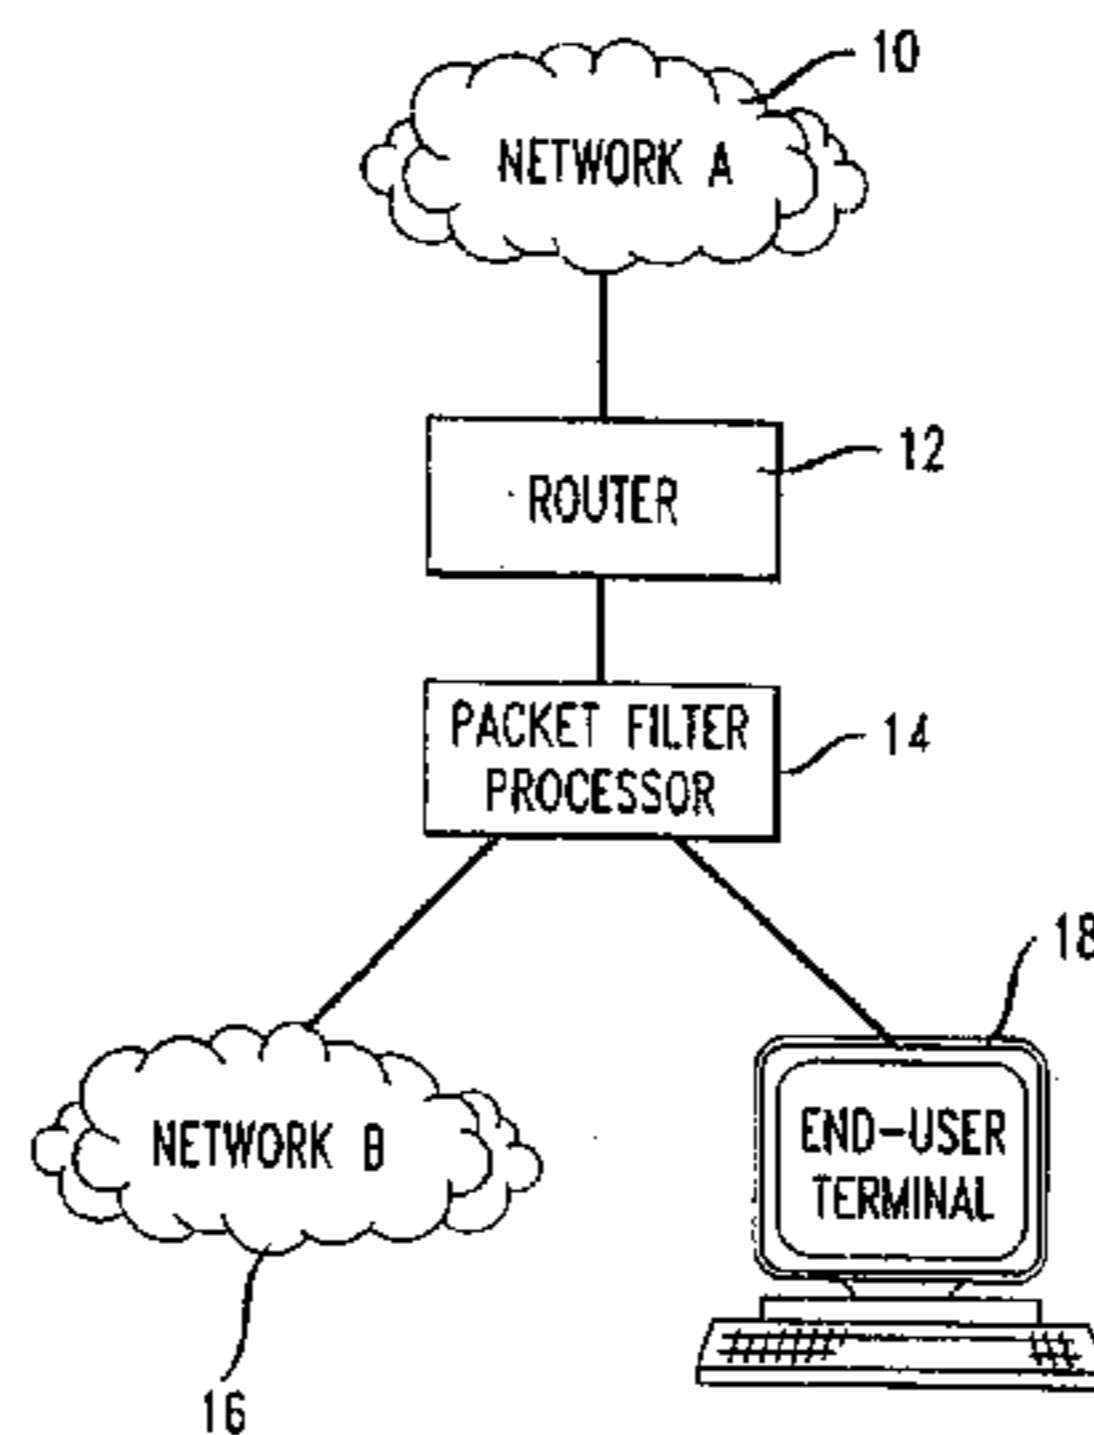 10
NETWORK A
12
ROUTER
14
PACKET FILTER
PROCESSOR
18
END-USER
TERMINAL
NETWORK B
16